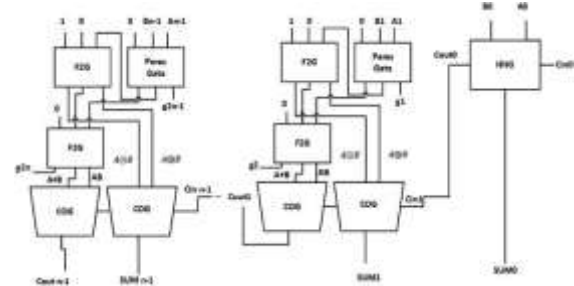 1 0 0 Bn-1 An-1
F2G
Peres
Gate
g2n-1
0
F2G
g2n
A+B
AB
CDG
CDG
Cin n-1
Cout n-1
SUM n-1
1 0 0 B1 A1
F2G
Peres
Gate
g1
0
F2G
g2
A+B
AB
Cout1
CDG
CDG
Cin1
SUM1
B0 A0
Cout0
HNG
Cin0
SUM0